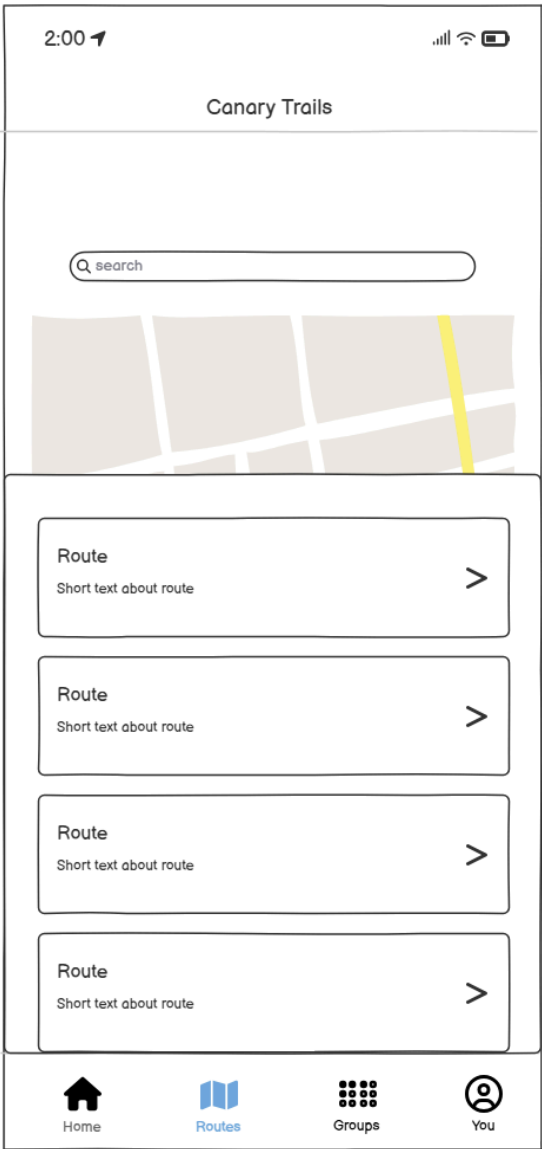 2:00
Canary Trails
search
Route
Short text about route
>
Route
Short text about route
>
Route
Short text about route
>
Route
Short text about route
>
Home
Routes
Groups
You